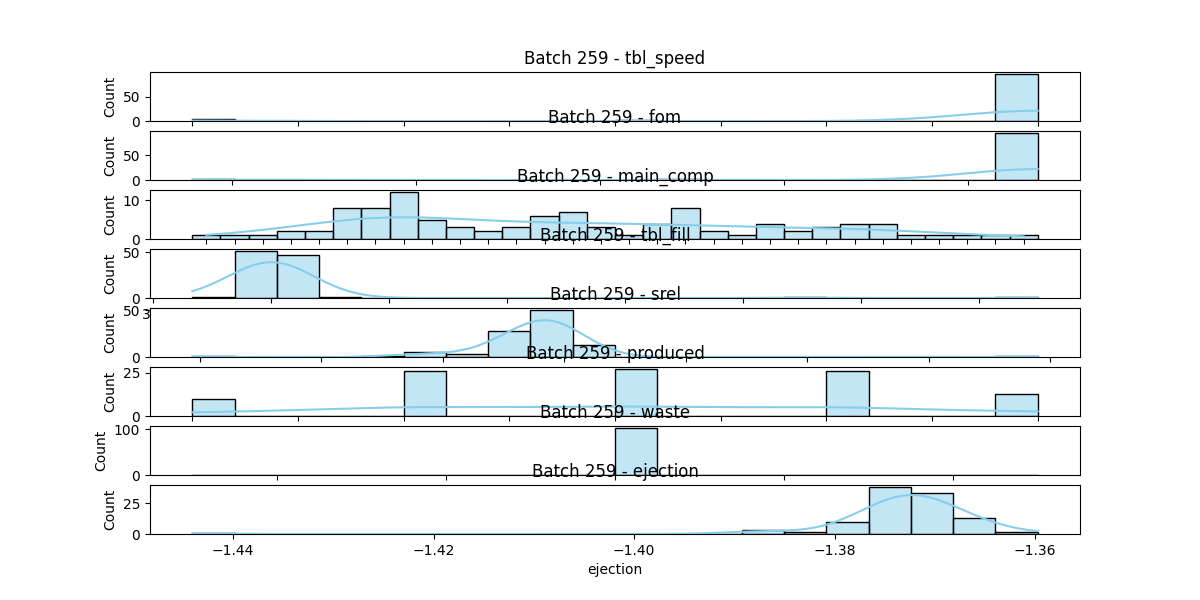 Batch 259 - tbl_speed
Count
50
0
Batch 259 - fom
Count
50
0
Batch 259 - main_comp
Count
10
0
Batch 259 - tbl_fill
Count
50
0
3
Batch 259 - srel
Count
50
0
Batch 259 - produced
Count
25
0
Batch 259 - waste
Count
100
0
Batch 259 - ejection
Count
25
0
−1.44 −1.42 −1.40 −1.38 −1.36
ejection